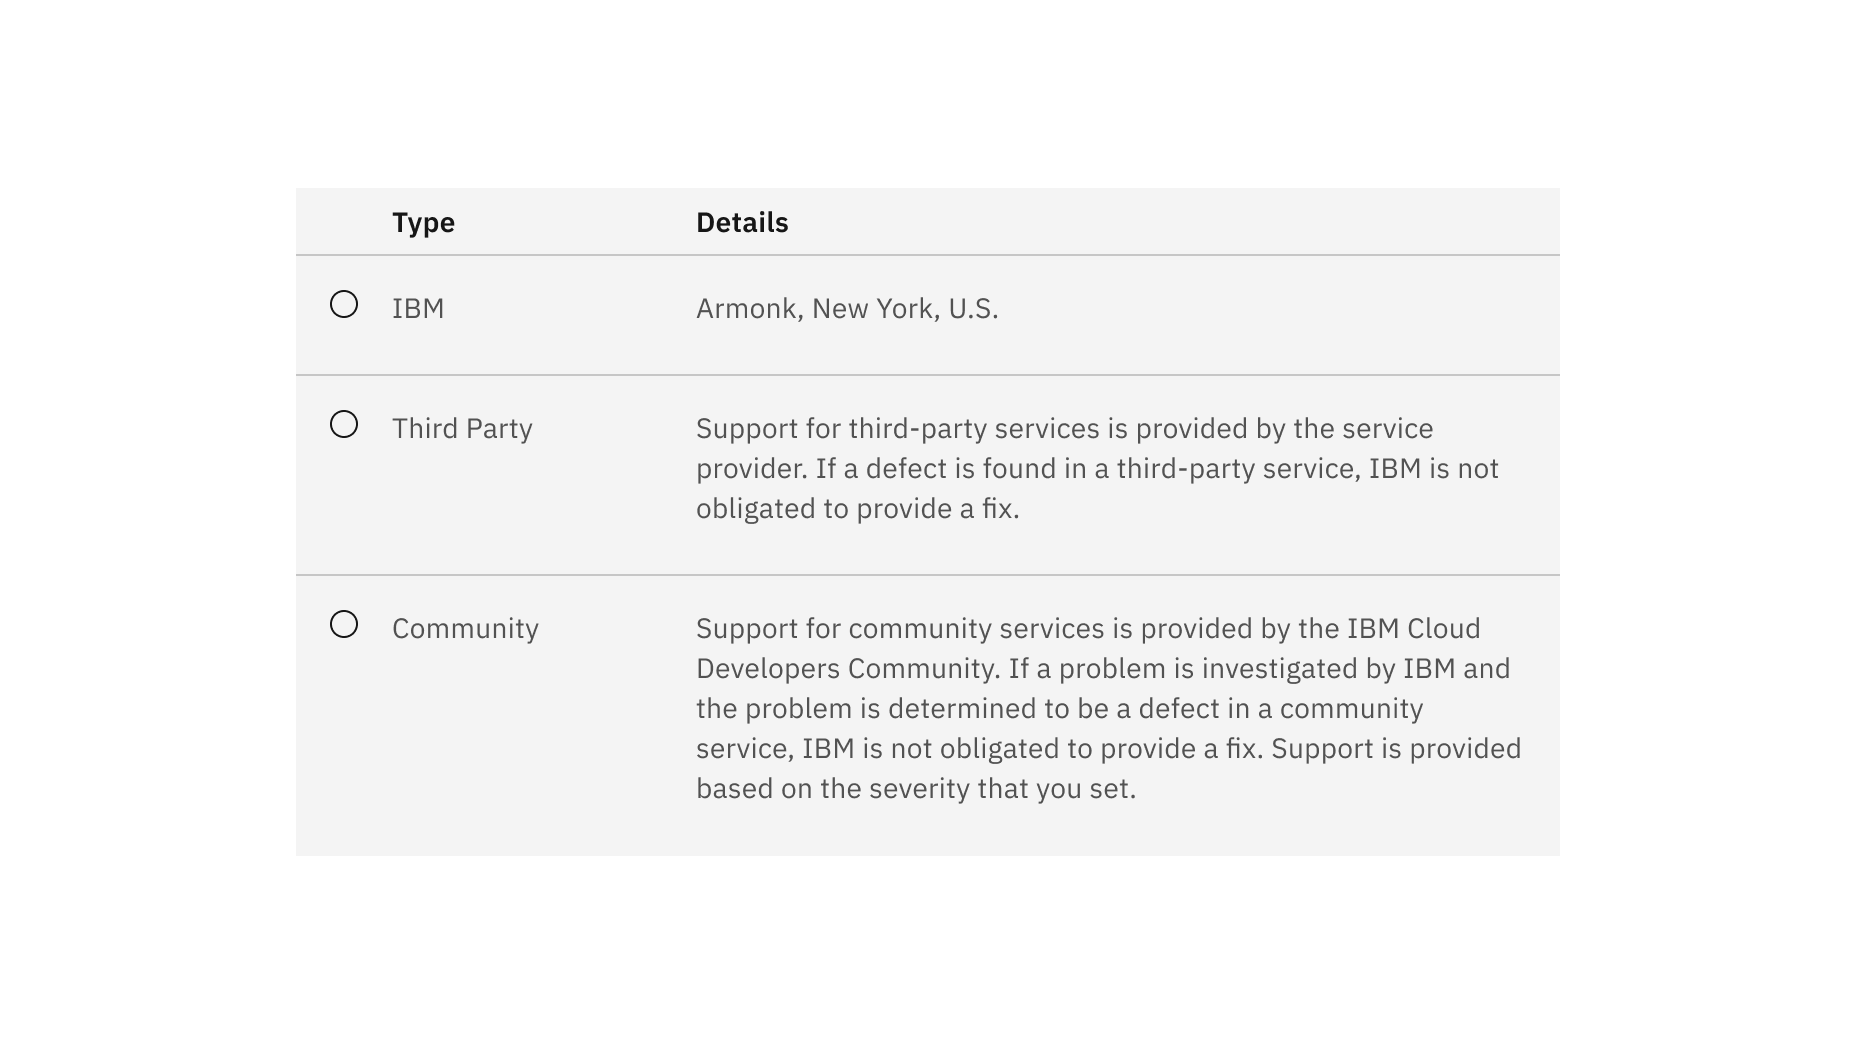 Type Details
IBM Armonk, New York, U.S.
Third Party Support for third-party services is provided by the service
provider. If a defect is found in a third-party service, IBM is not
obligated to provide a fix.
Community Support for community services is provided by the IBM Cloud
Developers Community. If a problem is investigated by IBM and
the problem is determined to be a defect in a community
service, IBM is not obligated to provide a fix. Support is provided
based on the severity that you set.